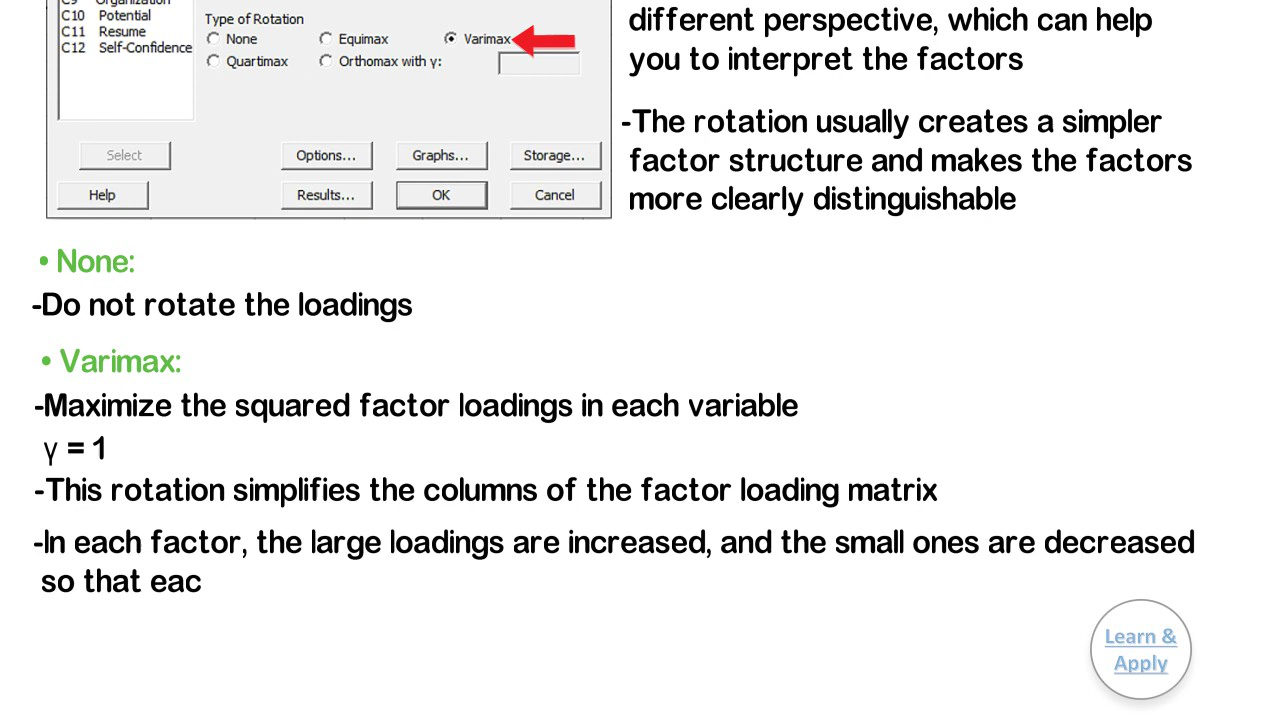 C9 Organization
C10 Potential
C11 Resume
C12 Self-Confidence
Type of Rotation
None Equimax Varimax
Quartimax Orthomax with γ:
Select Options... Graphs... Storage...
Help Results... OK Cancel
different perspective, which can help
you to interpret the factors
-The rotation usually creates a simpler
factor structure and makes the factors
more clearly distinguishable
• None:
-Do not rotate the loadings
• Varimax:
-Maximize the squared factor loadings in each variable
γ = 1
-This rotation simplifies the columns of the factor loading matrix
-In each factor, the large loadings are increased, and the small ones are decreased
so that eac
Learn &
Apply